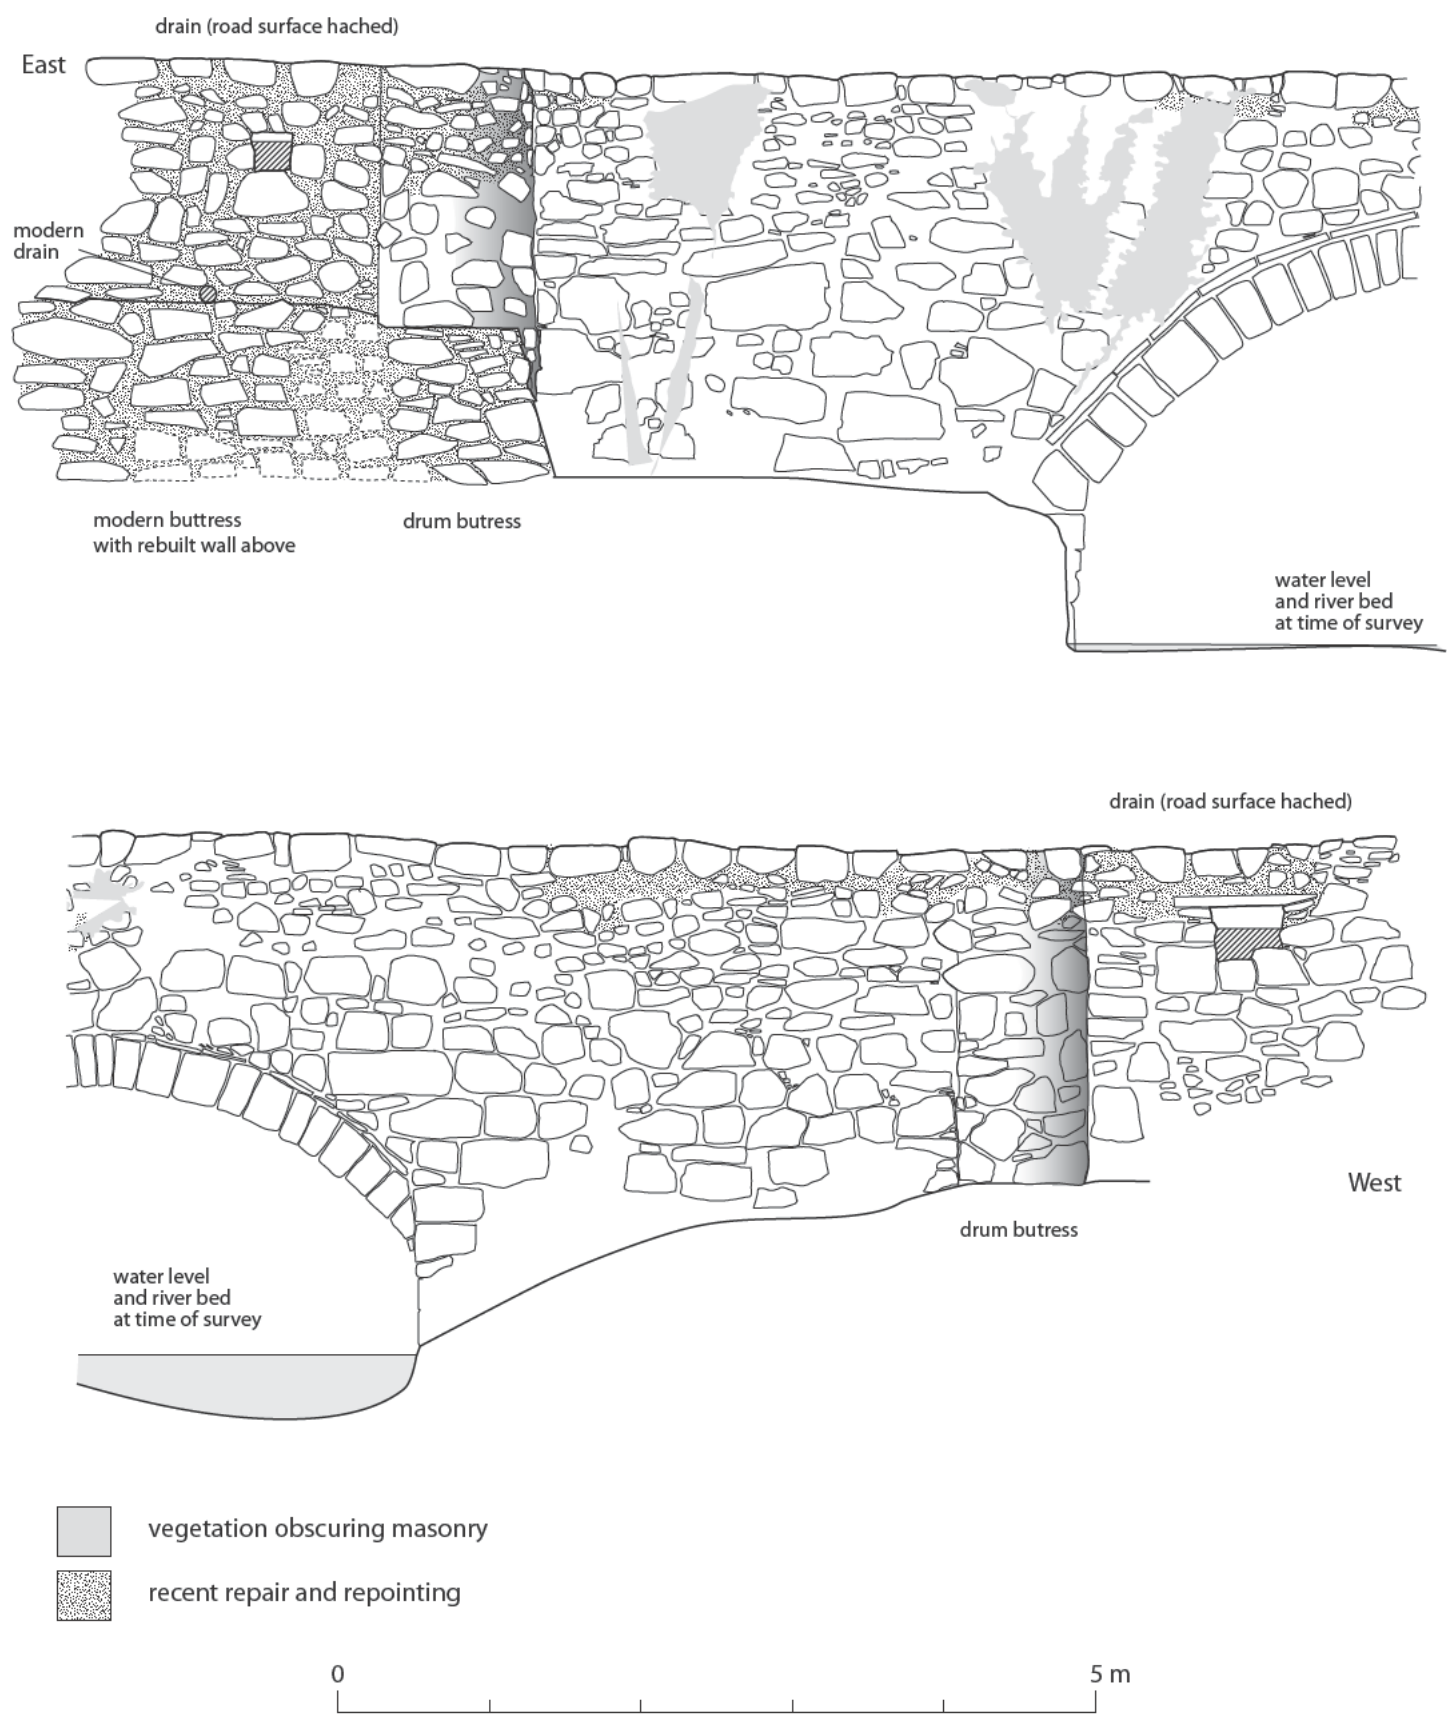 drain (road surface hached)
East
modern
drain
modern buttress
with rebuilt wall above
drum butress
water level
and river bed
at time of survey
drain (road surface hached)
West
drum butress
water level
and river bed
at time of survey
vegetation obscuring masonry
recent repair and repointing
0
5 m